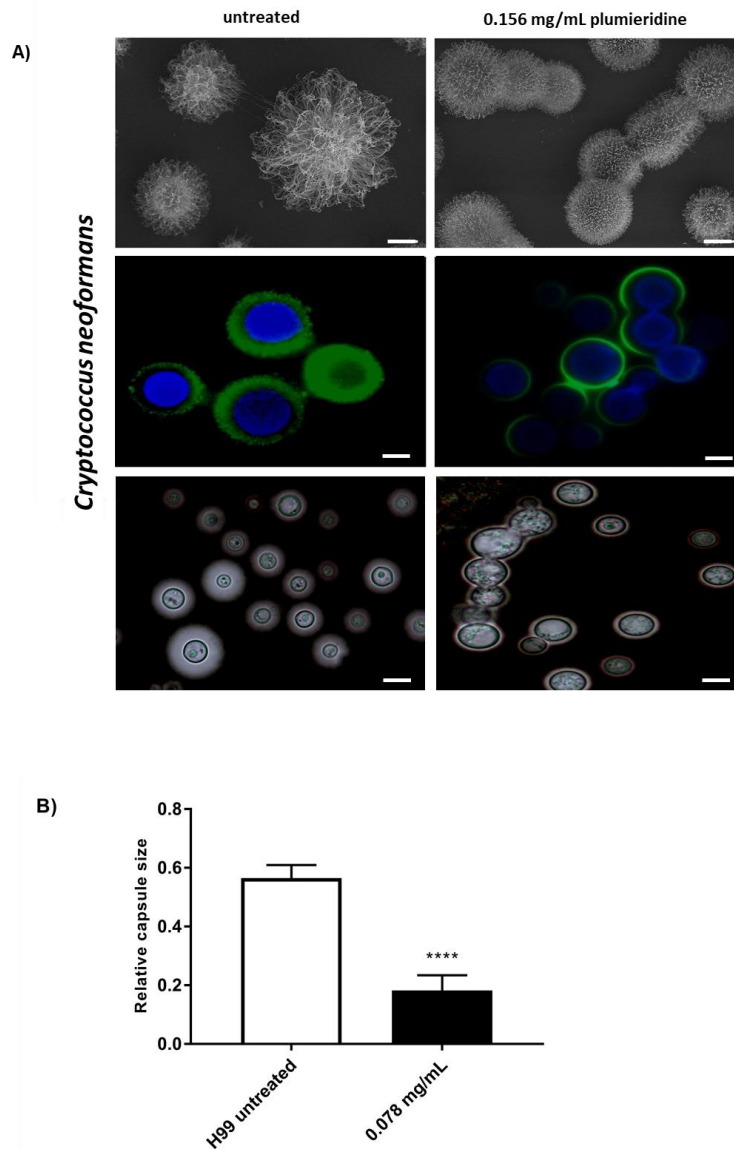 untreated
0.156 mg/mL plumieridine
A)
Cryptococcus neoformans
B)
Relative capsule size
0.8
0.6
0.4
0.2
0.0
****
H99 untreated
0.078 mg/mL